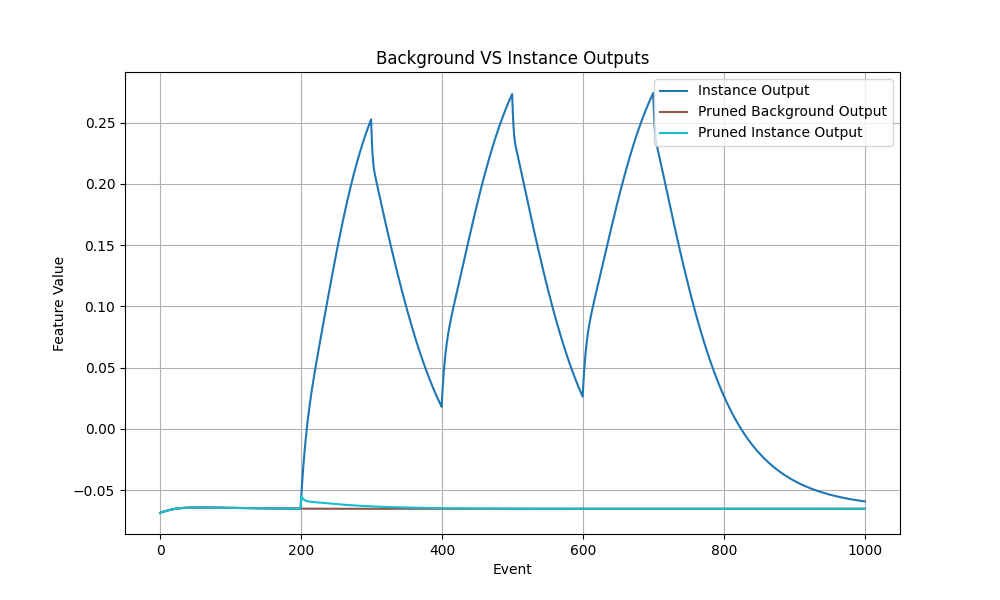 Background VS Instance Outputs
Instance Output
Pruned Background Output
Pruned Instance Output
Feature Value
0.25
0.20
0.15
0.10
0.05
0.00
−0.05
0 200 400 600 800 1000
Event